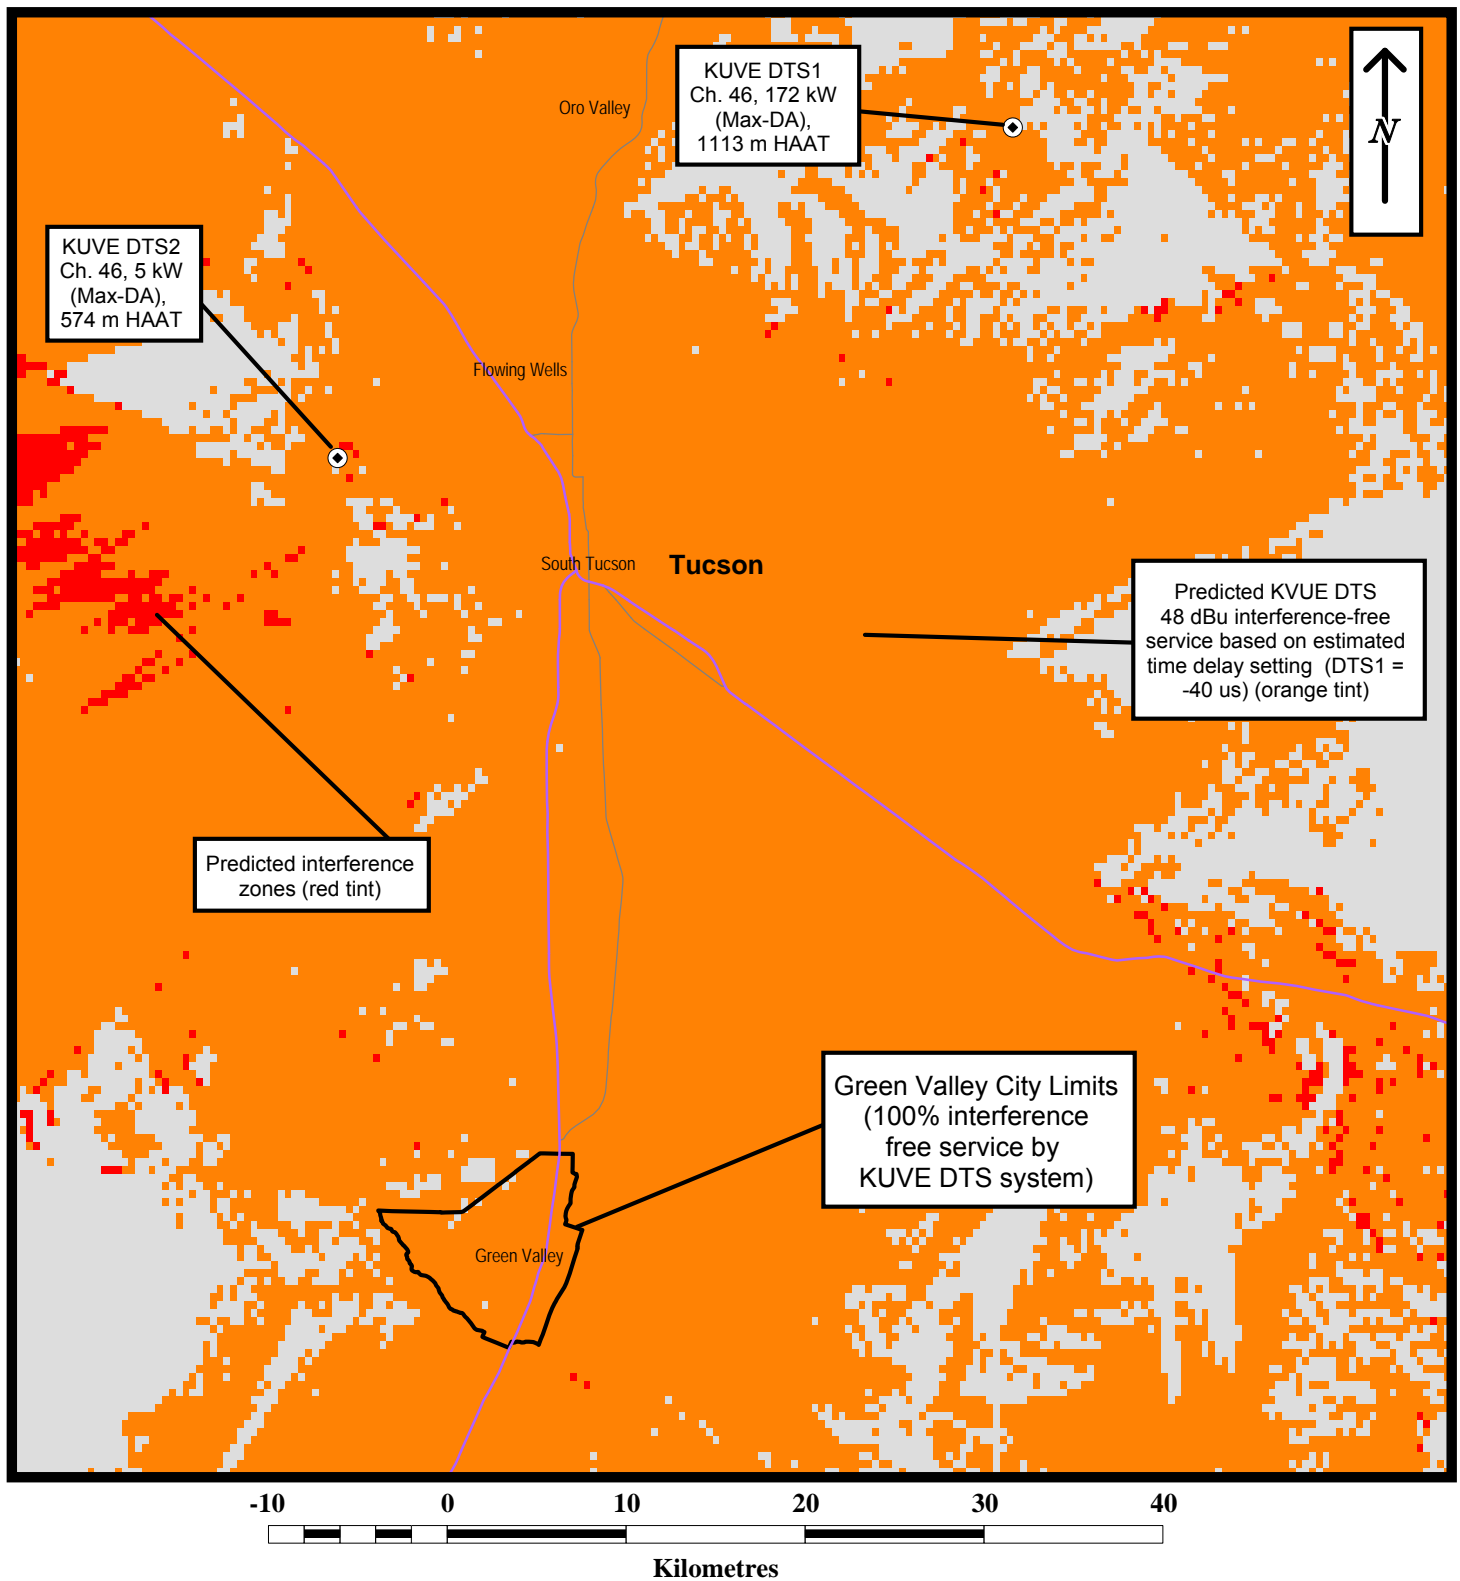 KUVE DTS1
Ch. 46, 172 kW
(Max-DA),
1113 m HAAT
Oro Valley
N
KUVE DTS2
Ch. 46, 5 kW
(Max-DA),
574 m HAAT
Flowing Wells
South Tucson
Tucson
Predicted KVUE DTS
48 dBu interference-free
service based on estimated
time delay setting (DTS1 =
-40 us) (orange tint)
Predicted interference
zones (red tint)
Green Valley City Limits
(100% interference
free service by
KUVE DTS system)
Green Valley
-10 0 10 20 30 40
Kilometres